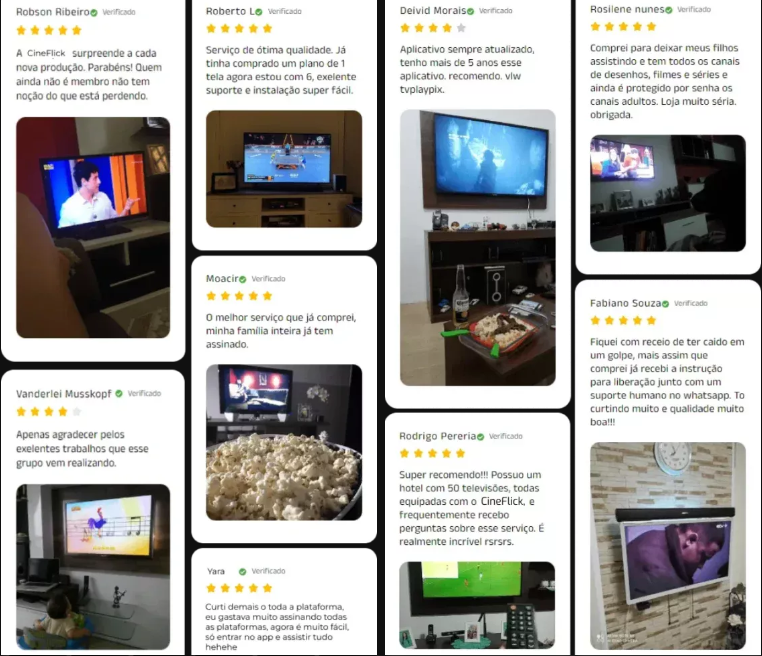 Robson Ribeiro Verificado
A CineFlick surpreende a cada
nova produção. Parabéns! Quem
ainda não é membro não tem
noção do que está perdendo.
Vanderlei Musskopf Verificado
Apenas agradecer pelos
exelentes trabalhos que esse
grupo vem realizando.
Roberto L Verificado
Serviço de ótima qualidade. Já
tinha comprado um plano de 1
tela agora estou com 6, exelente
suporte e instalação super fácil.
Moacir Verificado
O melhor serviço que já comprei,
minha família inteira já tem
assinado.
Yara Verificado
Curti demais o toda a plataforma,
eu gastava muito assinando todas
as plataformas, agora é muito fácil,
só entrar no app e assistir tudo
hehehe
Deivid Morais Verificado
Aplicativo sempre atualizado,
tenho mais de 5 anos esse
aplicativo. recomendo. vlw
tvplaypix.
Rodrigo Pereria Verificado
Super recomendo!!! Possuo um
hotel com 50 televisões, todas
equipadas com o CineFlick, e
frequentemente recebo
perguntas sobre esse serviço. É
realmente incrível rsrsrs.
Rosilene nunes Verificado
Comprei para deixar meus filhos
assistindo e tem todos os canais
de desenhos, filmes e séries e
ainda é protegido por senha os
canais adultos. Loja muito séria.
obrigada.
Fabiano Souza Verificado
Fiquei com receio de ter caido em
um golpe, mais assim que
comprei já recebi a instrução
para liberação junto com um
suporte humano no whatsapp. To
curtindo muito e qualidade muito
boa!!!